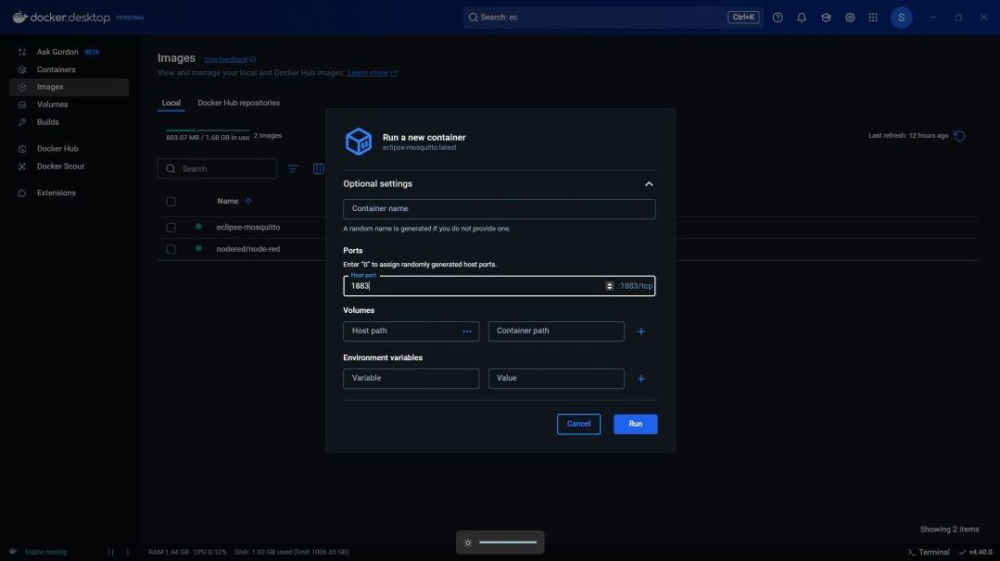 docker.desktop PERSONAL
Search: ec
Ctrl+K
S
Ask Gordon BETA
Containers
Images
Volumes
Builds
Docker Hub
Docker Scout
Extensions
Images Give feedback
View and manage your local and Docker Hub images. Learn more
Local Docker Hub repositories
603.07 MB / 1.68 GB in use 2 images
Last refresh: 12 hours ago
Search
Name
eclipse-mosquitto
nodered/node-red
Run a new container
eclipse-mosquitto:latest
Optional settings
Container name
A random name is generated if you do not provide one.
Ports
Enter "0" to assign randomly generated host ports.
Host port
1883 :1883/tcp
Volumes
Host path ··· Container path +
Environment variables
Variable Value +
Cancel Run
Showing 2 items
Engine running RAM 1.44 GB CPU 0.12% Disk: 1.83 GB used (limit 1006.85 GB) Terminal v4.40.0